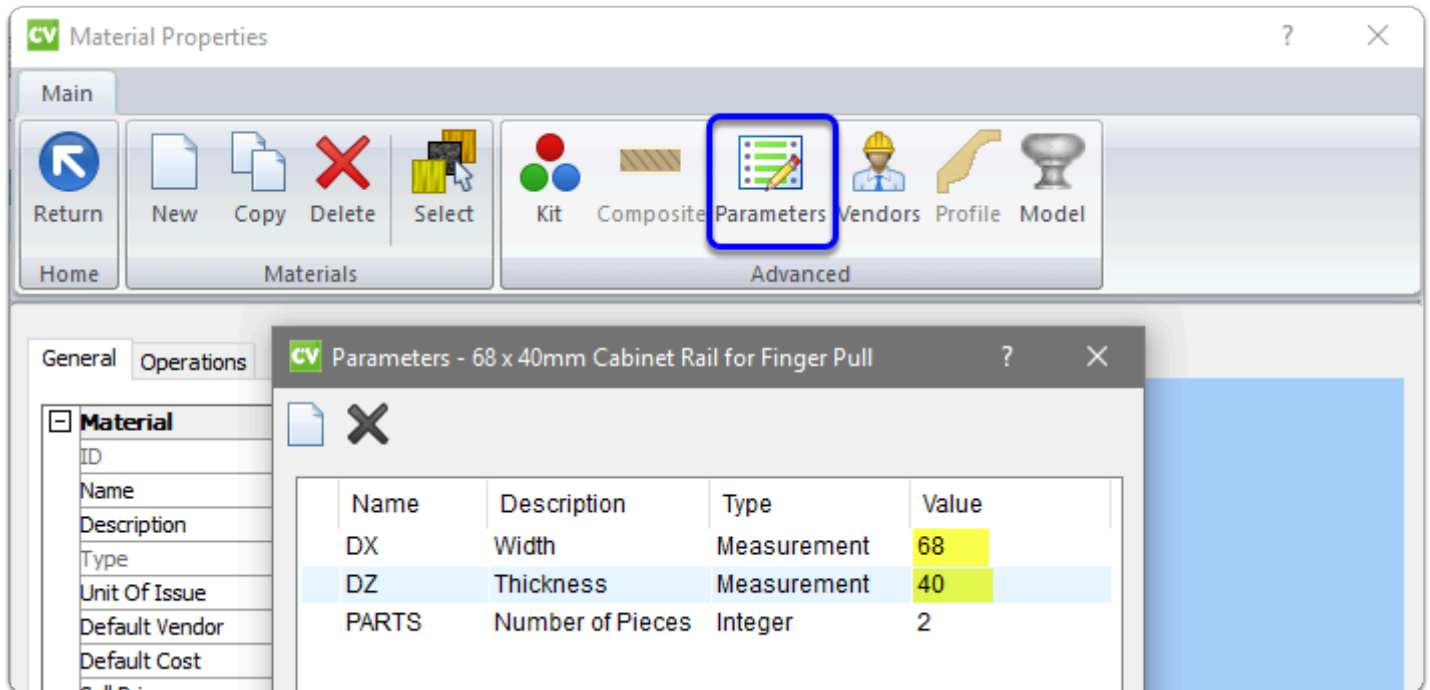 CV Material Properties ? ×
Main
Return New Copy Delete Select Kit Composite Parameters Vendors Profile Model
Home Materials Advanced
General Operations
CV Parameters - 68 x 40mm Cabinet Rail for Finger Pull ? ×
Material
ID
Name
Description
Type
Unit Of Issue
Default Vendor
Default Cost
Name Description Type Value
DX Width Measurement 68
DZ Thickness Measurement 40
PARTS Number of Pieces Integer 2